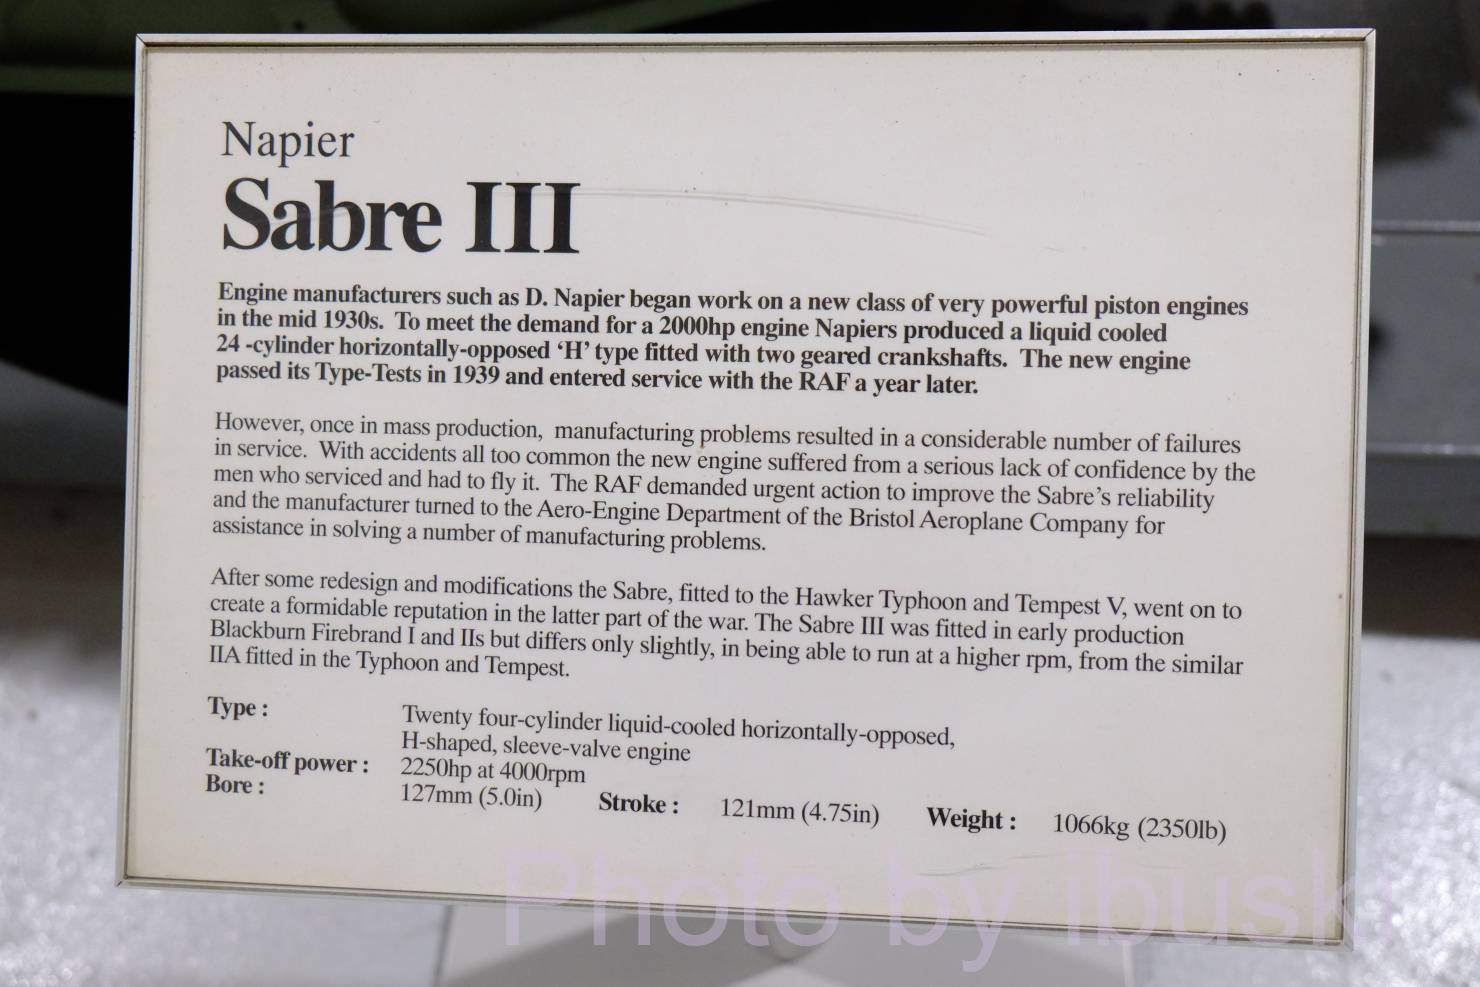 Napier
Sabre III
Engine manufacturers such as D. Napier began work on a new class of very powerful piston engines
in the mid 1930s. To meet the demand for a 2000hp engine Napiers produced a liquid cooled
24 -cylinder horizontally-opposed ‘H’ type fitted with two geared crankshafts. The new engine
passed its Type-Tests in 1939 and entered service with the RAF a year later.
However, once in mass production, manufacturing problems resulted in a considerable number of failures
in service. With accidents all too common the new engine suffered from a serious lack of confidence by the
men who serviced and had to fly it. The RAF demanded urgent action to improve the Sabre’s reliability
and the manufacturer turned to the Aero-Engine Department of the Bristol Aeroplane Company for
assistance in solving a number of manufacturing problems.
After some redesign and modifications the Sabre, fitted to the Hawker Typhoon and Tempest V, went on to
create a formidable reputation in the latter part of the war. The Sabre III was fitted in early production
Blackburn Firebrand I and IIs but differs only slightly, in being able to run at a higher rpm, from the similar
IIA fitted in the Typhoon and Tempest.
Type : Twenty four-cylinder liquid-cooled horizontally-opposed,
H-shaped, sleeve-valve engine
Take-off power : 2250hp at 4000rpm
Bore : 127mm (5.0in) Stroke : 121mm (4.75in) Weight : 1066kg (2350lb)
Photo by ibuska